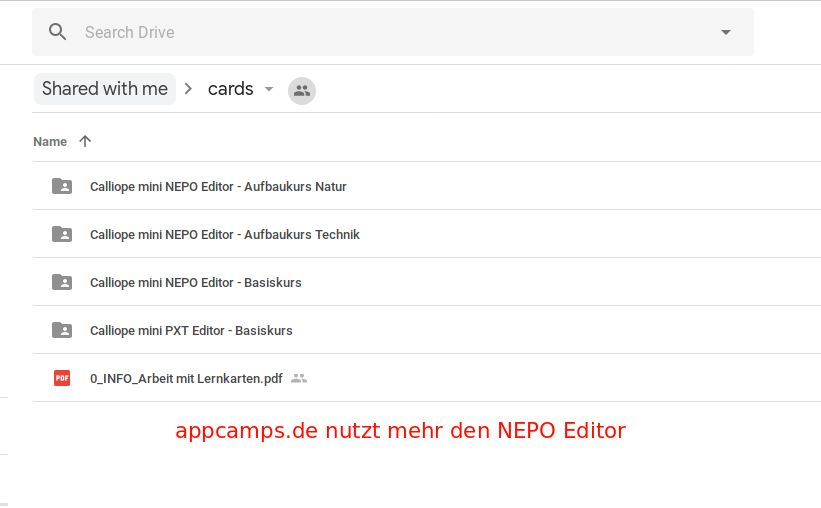 Search Drive
Shared with me > cards
Name
Calliope mini NEPO Editor - Aufbaukurs Natur
Calliope mini NEPO Editor - Aufbaukurs Technik
Calliope mini NEPO Editor - Basiskurs
Calliope mini PXT Editor - Basiskurs
PDF 0_INFO_Arbeit mit Lernkarten.pdf
appcamps.de nutzt mehr den NEPO Editor